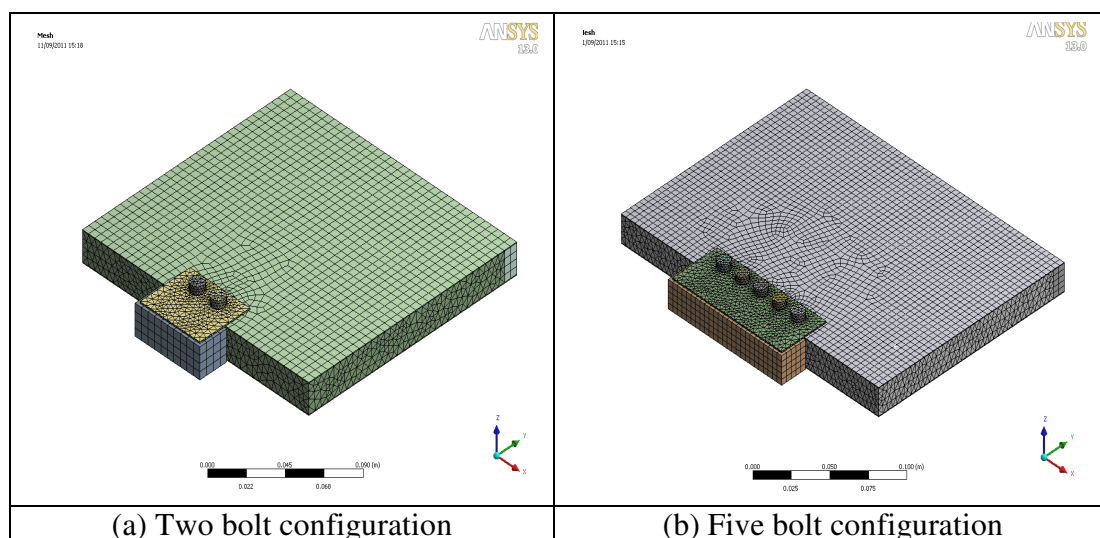 Mesh
11/09/2011 15:18
ANSYS
13.0
0.000 0.045 0.090 (m)
0.022 0.068
Z
Y
X
(a) Two bolt configuration
lesh
1/09/2011 15:15
ANSYS
13.0
0.000 0.050 0.100 (m)
0.025 0.075
Z
Y
X
(b) Five bolt configuration